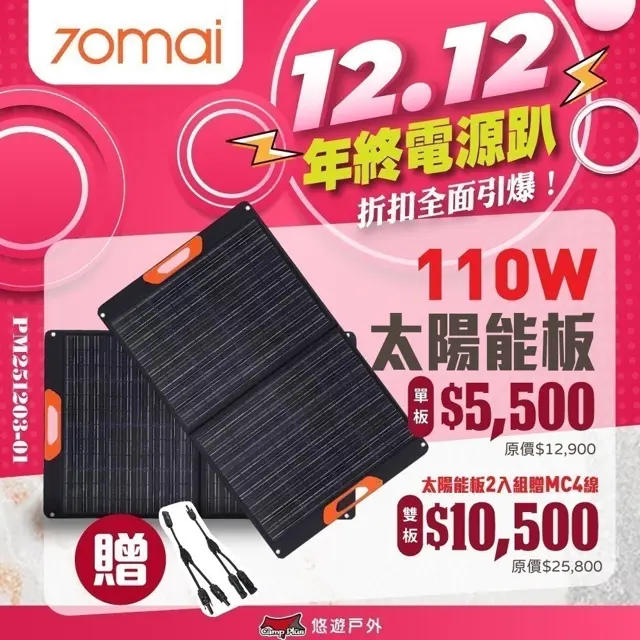 70mai
12.12
年終電源趴
折扣全面引爆!
110W
太陽能板
單板 $5,500
原價$12,900
太陽能板2入組贈MC4線
雙板 $10,500
原價$25,800
贈
PM251203-01
Camp Plus 悠遊戶外